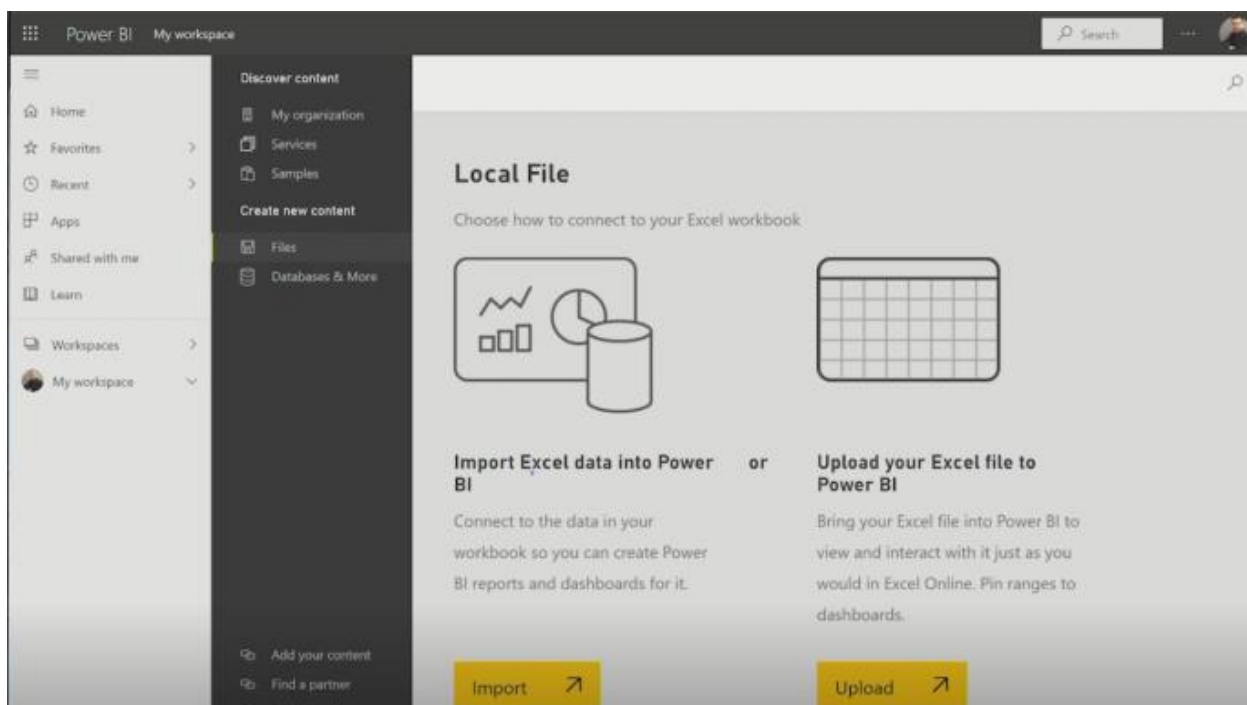 Power BI My workspace
Search
Home
Favorites
Recent
Apps
Shared with me
Learn
Workspaces
My workspace
Discover content
My organization
Services
Samples
Create new content
Files
Databases & More
Add your content
Find a partner
Local File
Choose how to connect to your Excel workbook
Import Excel data into Power
BI
Connect to the data in your
workbook so you can create Power
BI reports and dashboards for it.
Import
or
Upload your Excel file to
Power BI
Bring your Excel file into Power BI to
view and interact with it just as you
would in Excel Online. Pin ranges to
dashboards.
Upload